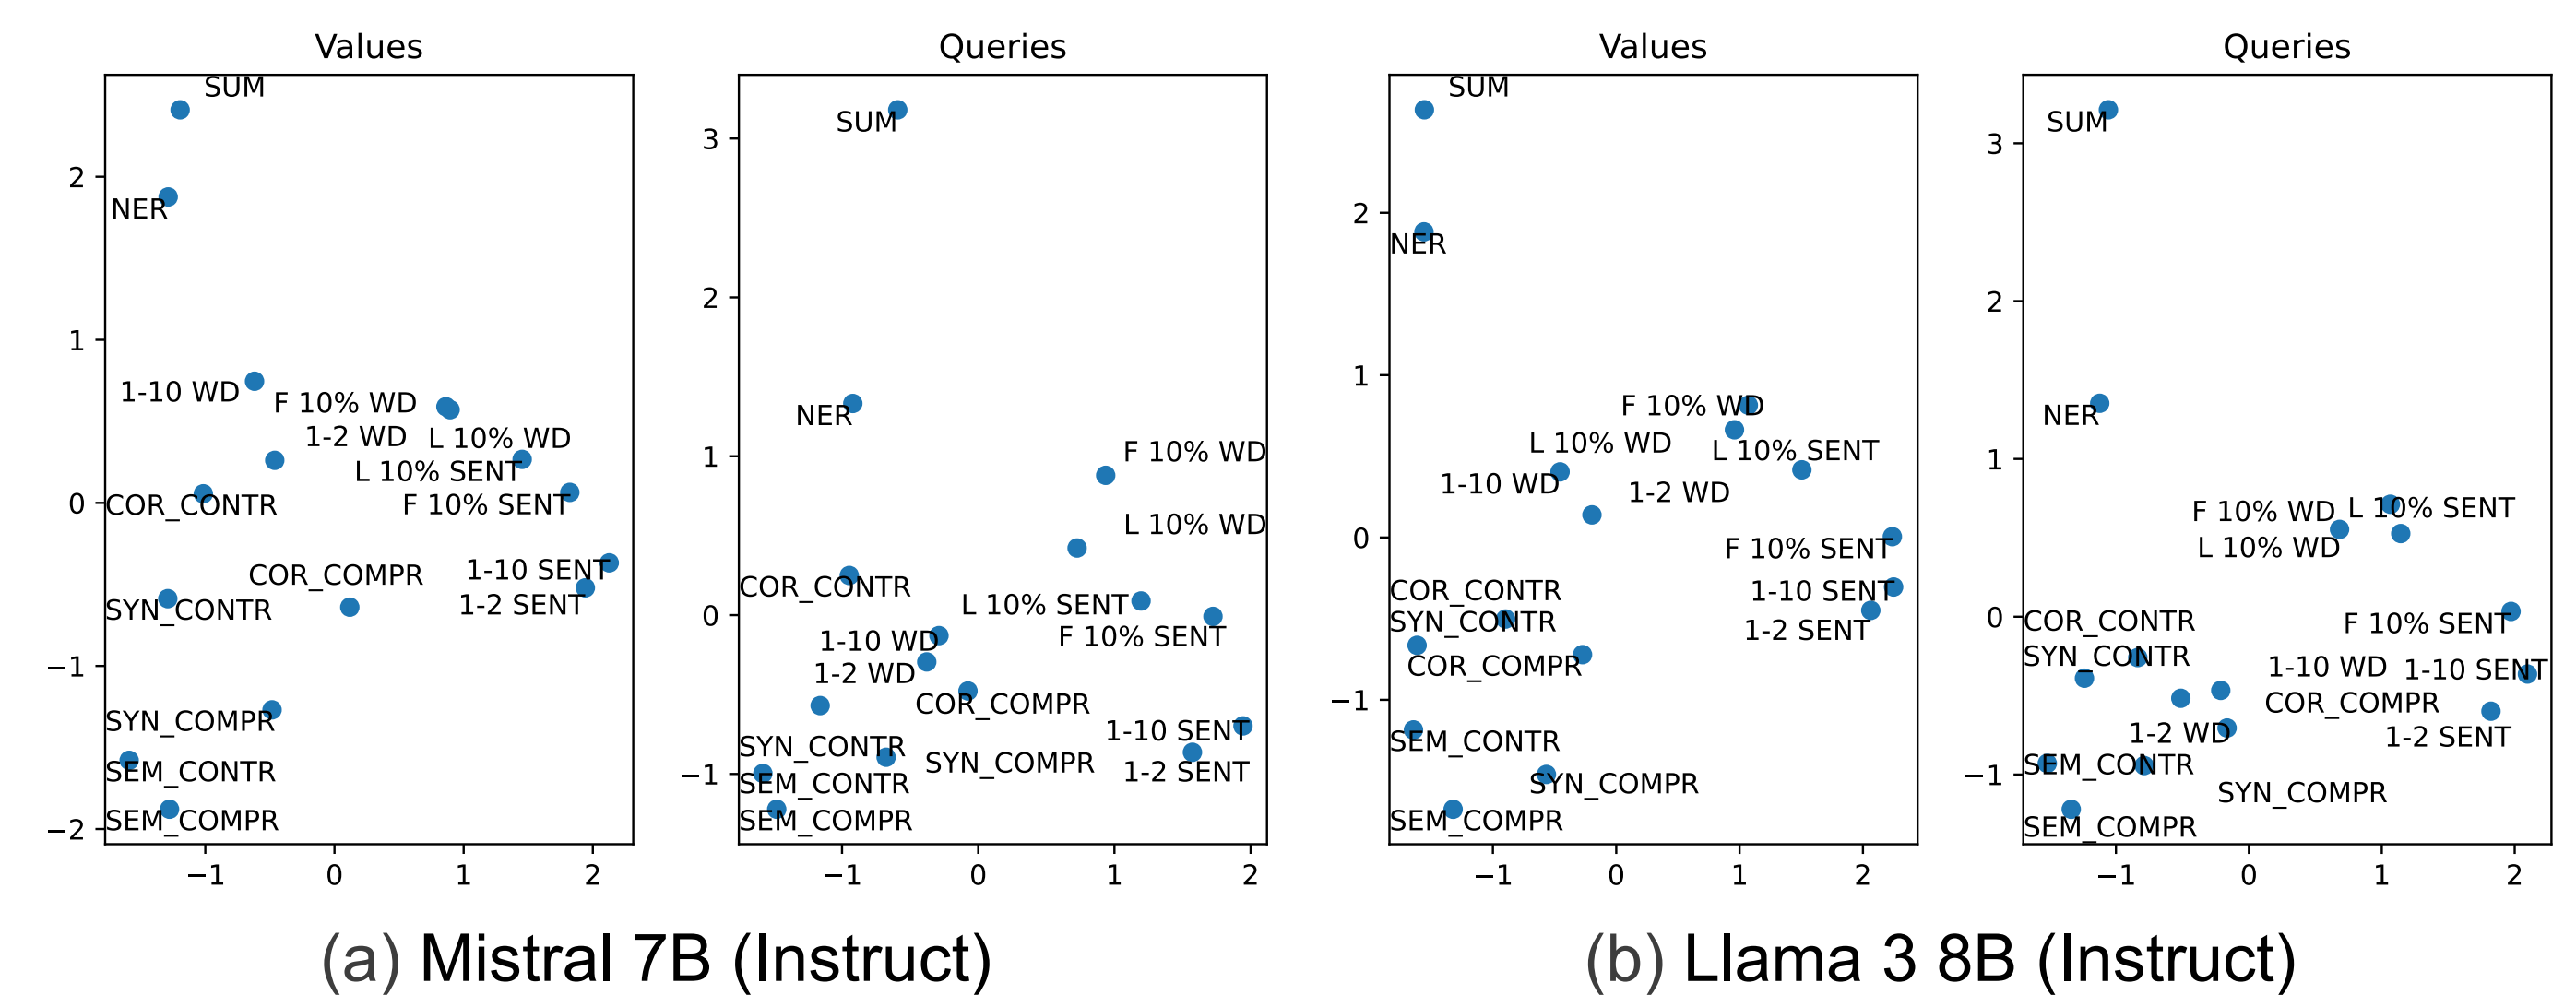 Values
SUM
NER
1-10 WD
F 10% WD
1-2 WD
L 10% WD
L 10% SENT
F 10% SENT
COR_CONTR
COR_COMPR
1-10 SENT
1-2 SENT
SYN_CONTR
SYN_COMPR
SEM_CONTR
SEM_COMPR
2
1
0
−1
−2
−1 0 1 2
Queries
SUM
NER
F 10% WD
L 10% WD
COR_CONTR
L 10% SENT
F 10% SENT
1-10 WD
1-2 WD
COR_COMPR
1-10 SENT
SYN_CONTR
SYN_COMPR
1-2 SENT
SEM_CONTR
SEM_COMPR
3
2
1
0
−1
−1 0 1 2
(a) Mistral 7B (Instruct)
Values
SUM
NER
F 10% WD
L 10% WD
L 10% SENT
1-10 WD
1-2 WD
F 10% SENT
COR_CONTR
1-10 SENT
SYN_CONTR
1-2 SENT
COR_COMPR
SEM_CONTR
SYN_COMPR
SEM_COMPR
2
1
0
−1
−1 0 1 2
Queries
SUM
NER
F 10% WD
L 10% SENT
L 10% WD
COR_CONTR
F 10% SENT
SYN_CONTR
1-10 WD
1-10 SENT
COR_COMPR
1-2 WD
1-2 SENT
SEM_CONTR
SYN_COMPR
SEM_COMPR
3
2
1
0
−1
−1 0 1 2
(b) Llama 3 8B (Instruct)